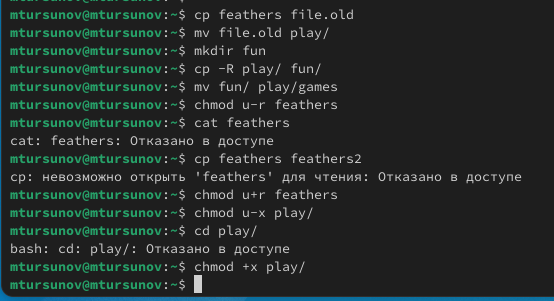 mtursunov@mtursunov:~$ cp feathers file.old
mtursunov@mtursunov:~$ mv file.old play/
mtursunov@mtursunov:~$ mkdir fun
mtursunov@mtursunov:~$ cp -R play/ fun/
mtursunov@mtursunov:~$ mv fun/ play/games
mtursunov@mtursunov:~$ chmod u-r feathers
mtursunov@mtursunov:~$ cat feathers
cat: feathers: Отказано в доступе
mtursunov@mtursunov:~$ cp feathers feathers2
cp: невозможно открыть 'feathers' для чтения: Отказано в доступе
mtursunov@mtursunov:~$ chmod u+r feathers
mtursunov@mtursunov:~$ chmod u-x play/
mtursunov@mtursunov:~$ cd play/
bash: cd: play/: Отказано в доступе
mtursunov@mtursunov:~$ chmod +x play/
mtursunov@mtursunov:~$